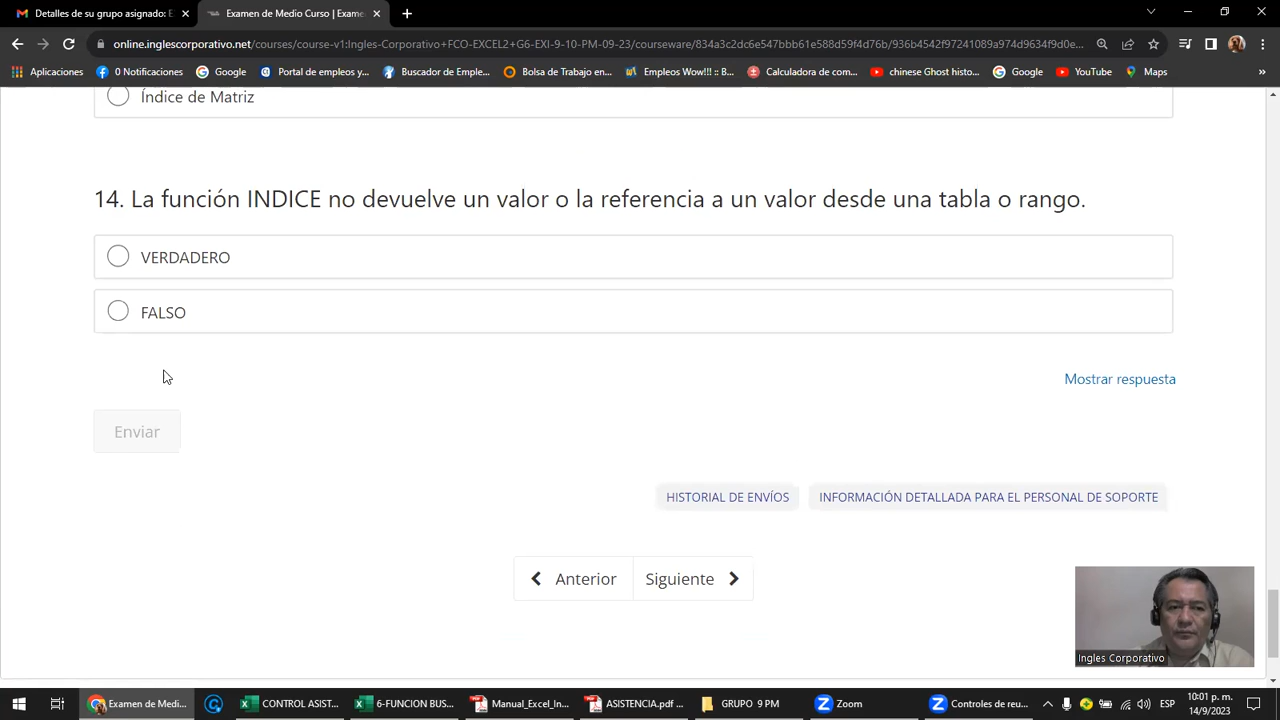 Detalles de su grupo asignado: E
Examen de Medio Curso | Exame
online.inglescorporativo.net/courses/course-v1:Ingles-Corporativo+FCO-EXCEL2+G6-EXI-9-10-PM-09-23/courseware/834a3c2dc6e547bbb61e588d59f4d76b/936b4542f97241089a974d9634f9d0e...
Aplicaciones
0 Notificaciones
Google
Portal de empleos y...
Buscador de Emple...
Bolsa de Trabajo en...
Empleos Wow!!! :: B...
Calculadora de com...
chinese Ghost histo...
Google
YouTube
Maps
Índice de Matriz
14. La función INDICE no devuelve un valor o la referencia a un valor desde una tabla o rango.
VERDADERO
FALSO
Mostrar respuesta
Enviar
HISTORIAL DE ENVÍOS
INFORMACIÓN DETALLADA PARA EL PERSONAL DE SOPORTE
Anterior
Siguiente
Ingles Corporativo
Examen de Medi...
CONTROL ASIST...
6-FUNCION BUS...
Manual_Excel_In...
ASISTENCIA.pdf ...
GRUPO 9 PM
Zoom
Controles de reu...
ESP
10:01 p. m.
14/9/2023